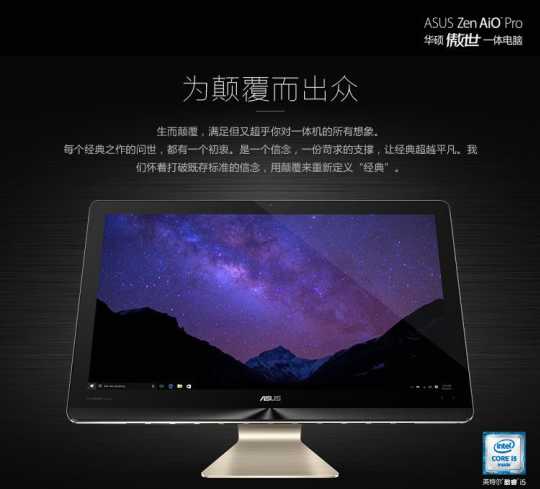 ASUS Zen AiO Pro
华硕 傲世 一体电脑
为颠覆而出众
生而颠覆，满足但又超乎你对一体机的所有想象。
每个经典之作的问世，都有一个初衷。是一个信念，一份苛求的支撑，让经典超越平凡。我
们怀着打破既存标准的信念，用颠覆来重新定义“经典”。
ASUS
intel
CORE i5
inside
英特尔 酷睿 i5